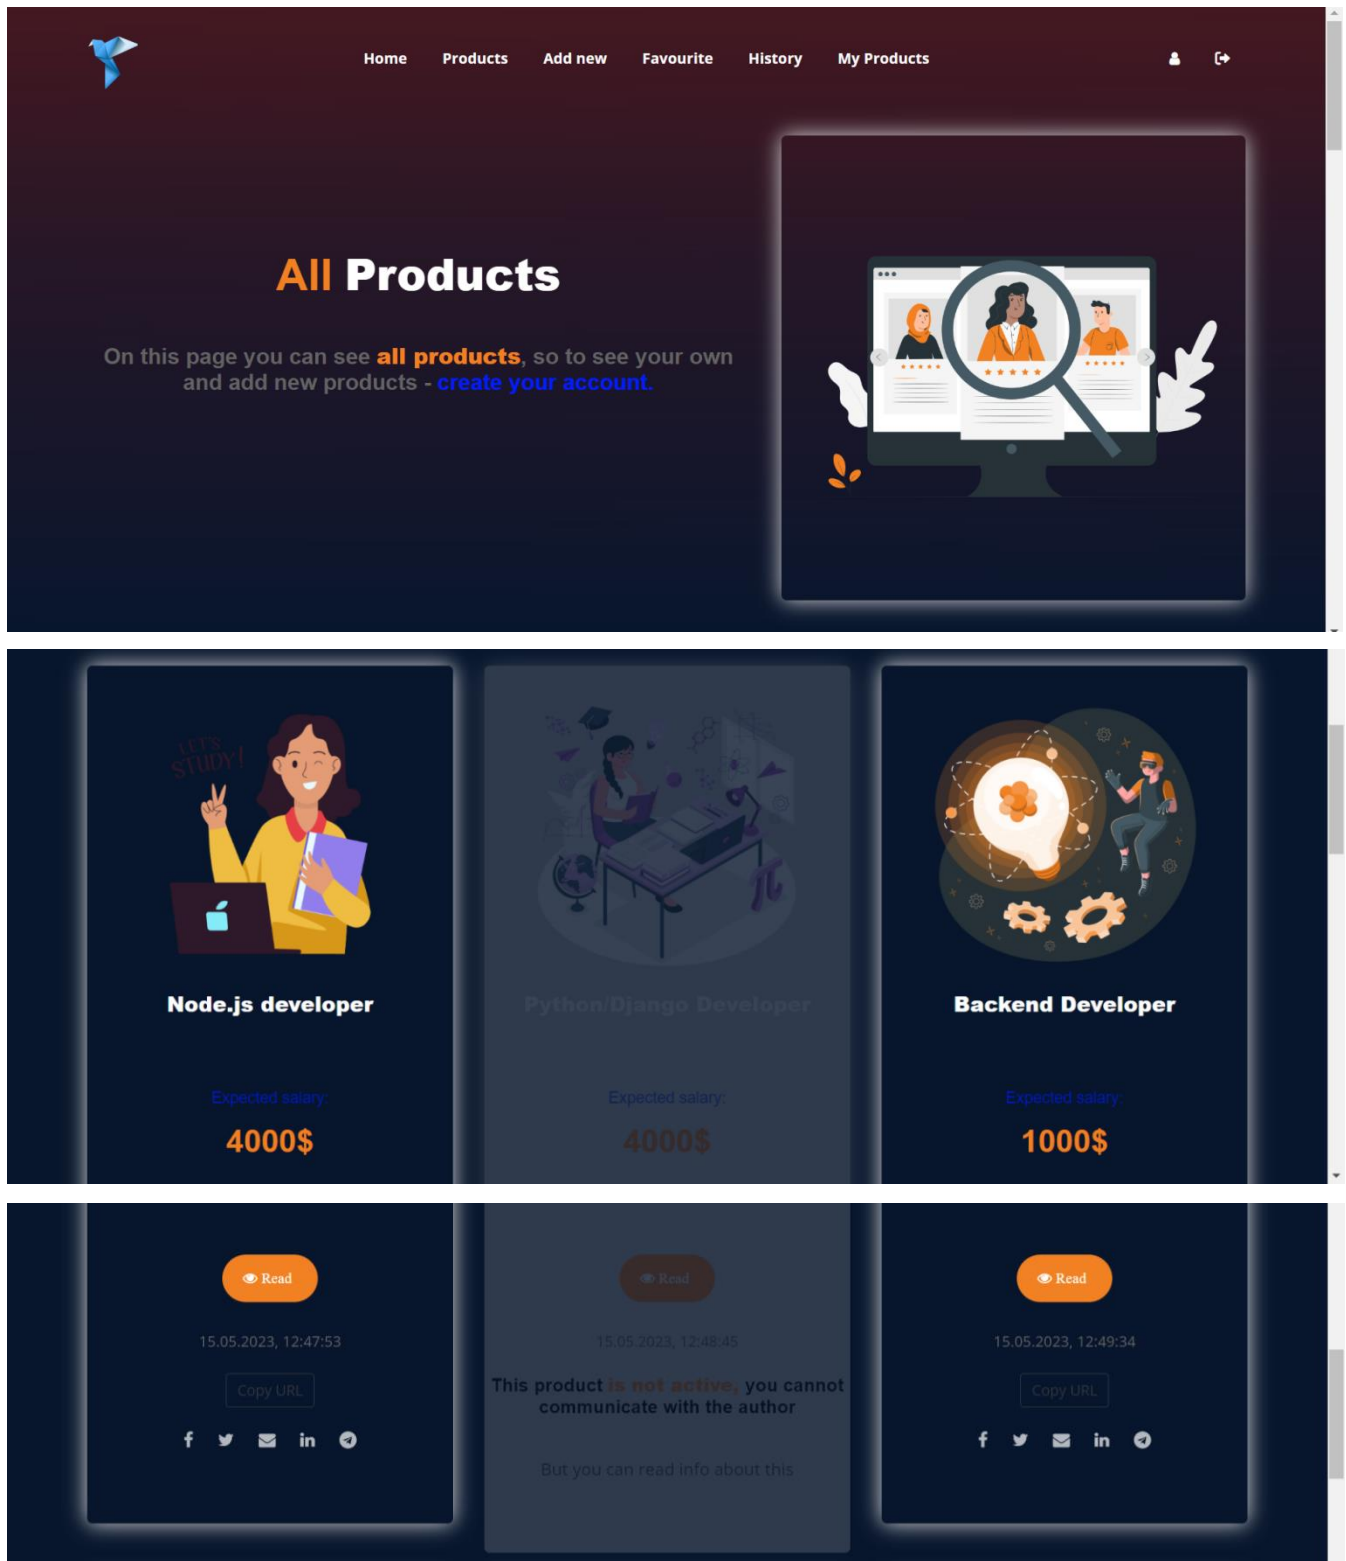 Home Products Add new Favourite History My Products
All Products
On this page you can see all products, so to see your own
and add new products - create your account.
LET'S
STUDY!
Node.js developer
Python/Django Developer
Backend Developer
Expected salary:
Expected salary:
Expected salary:
4000$
4000$
1000$
Read
Read
Read
15.05.2023, 12:47:53
15.05.2023, 12:48:45
15.05.2023, 12:49:34
Copy URL
This product is not active, you cannot
communicate with the author
Copy URL
But you can read info about this